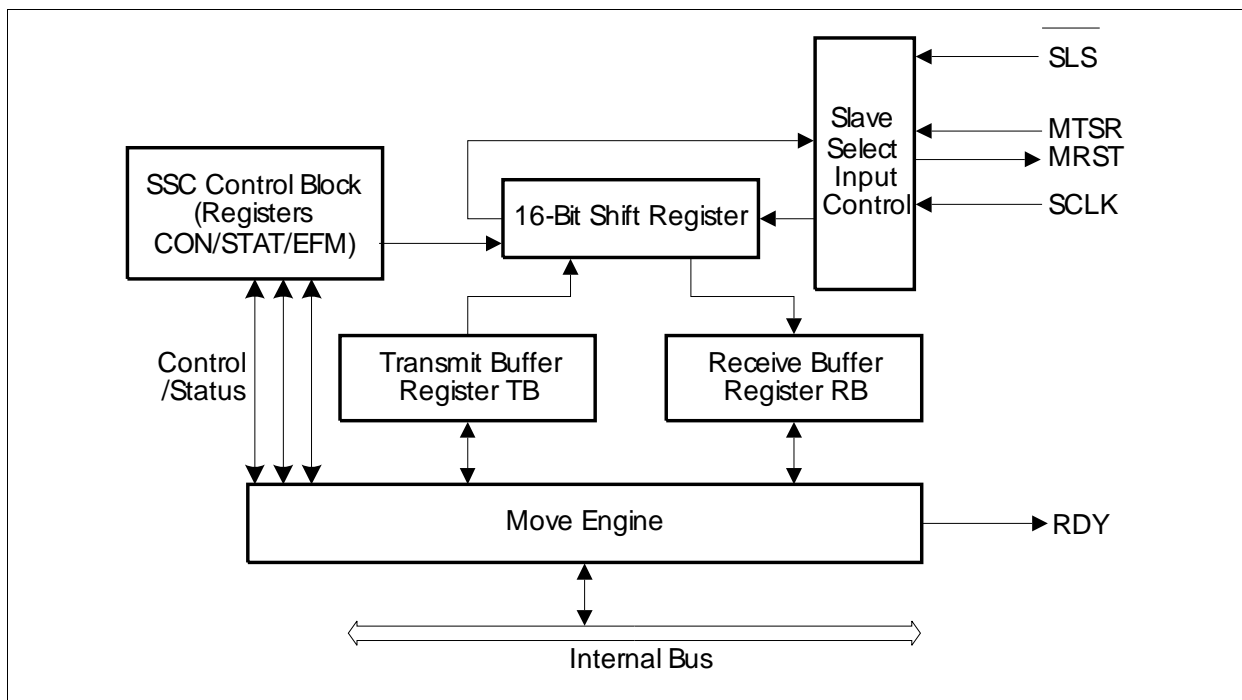 SLS
MTSR
MRST
SCLK
Slave
Select
Input
Control
SSC Control Block
(Registers
CON/STAT/EFM)
16-Bit Shift Register
Control
/Status
Transmit Buffer
Register TB
Receive Buffer
Register RB
Move Engine
RDY
Internal Bus